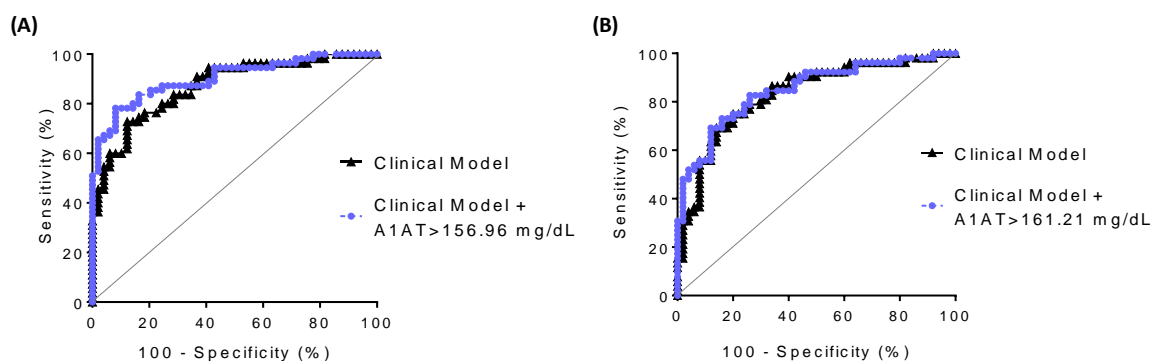 (A)
100
80
60
40
20
0
Sensitivity (%)
0 20 40 60 80 100
100 - Specificity (%)
Clinical Model
Clinical Model +
A1AT>156.96 mg/dL
(B)
100
80
60
40
20
0
Sensitivity (%)
0 20 40 60 80 100
100 - Specificity (%)
Clinical Model
Clinical Model +
A1AT>161.21 mg/dL